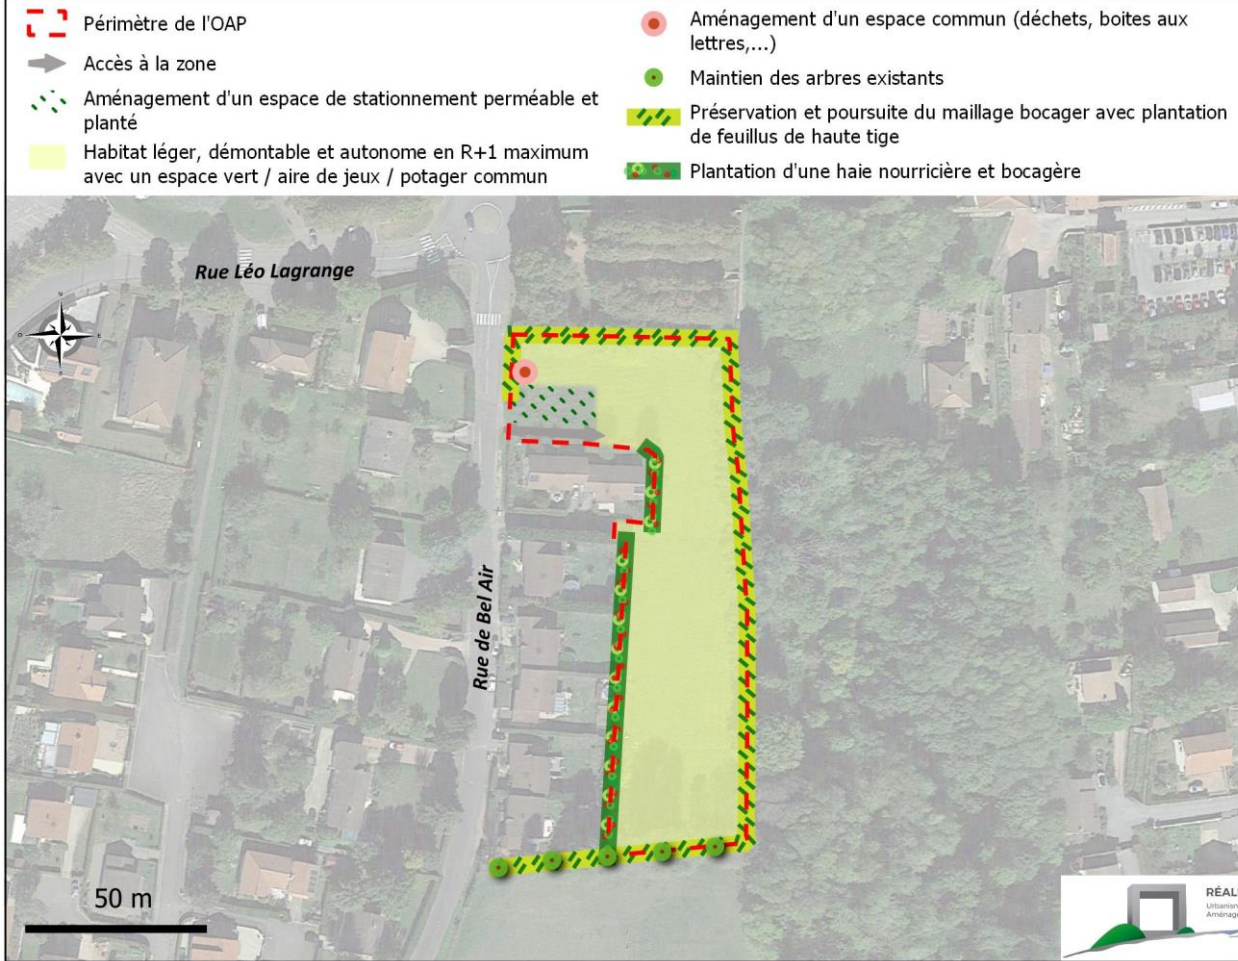 Périmètre de l'OAP
Accès à la zone
Aménagement d'un espace de stationnement perméable et
planté
Habitat léger, démontable et autonome en R+1 maximum
avec un espace vert / aire de jeux / potager commun
Aménagement d'un espace commun (déchets, boites aux
lettres,...)
Maintien des arbres existants
Préservation et poursuite du maillage bocager avec plantation
de feuillus de haute tige
Plantation d'une haie nourricière et bocagère
Rue Léo Lagrange
Rue de Bel Air
50 m